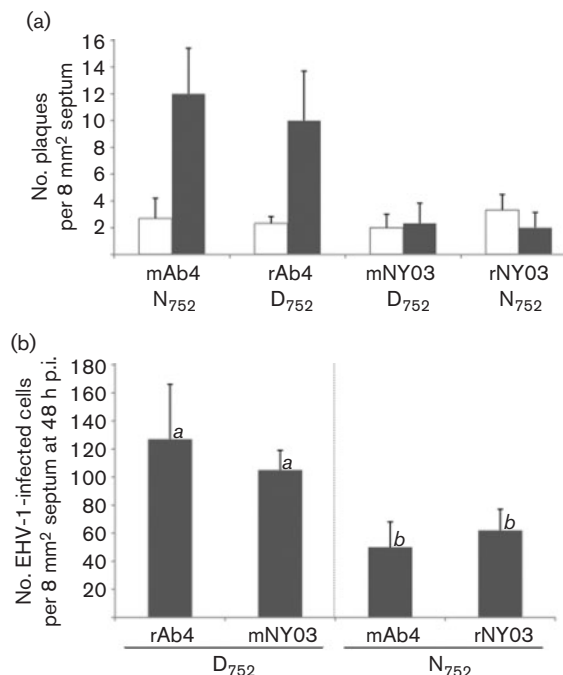 (a)
No. plaques
per 8 mm² septum
16
14
12
10
8
6
4
2
mAb4 rAb4 mNY03 rNY03
N₇₅₂ D₇₅₂ D₇₅₂ N₇₅₂
(b)
No. EHV-1-infected cells
per 8 mm² septum at 48 h p.i.
180
160
140
120
100
80
60
40
20
a a b b
rAb4 mNY03 mAb4 rNY03
D₇₅₂ N₇₅₂